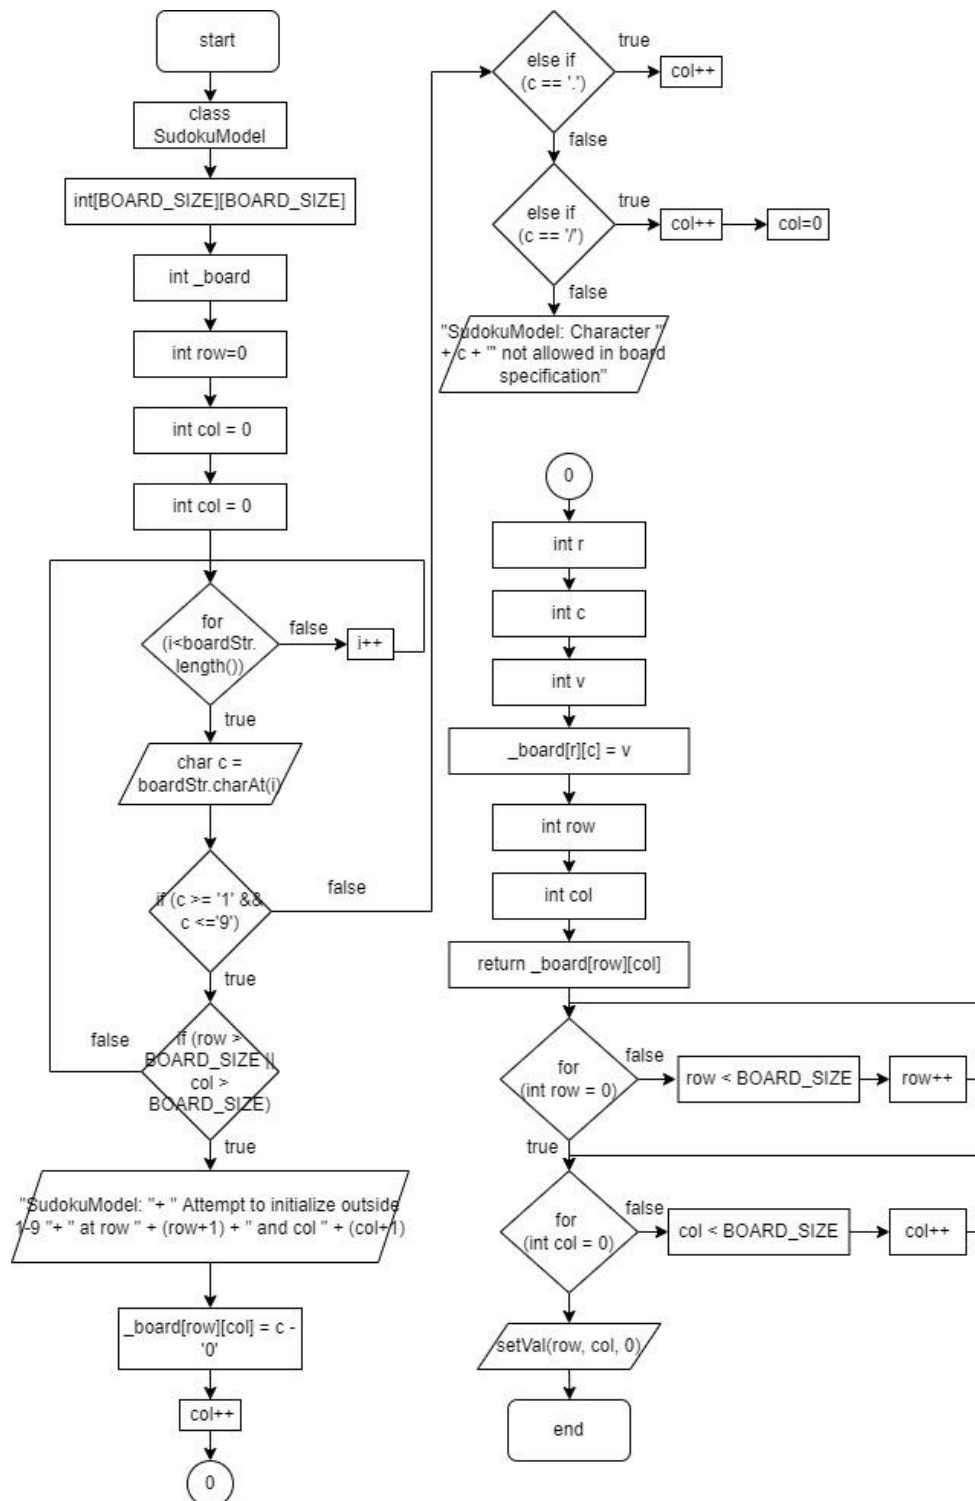 start
class
SudokuModel
int[BOARD_SIZE][BOARD_SIZE]
int _board
int row=0
int col = 0
int col = 0
for
(i<boardStr.
length())
false
i++
true
char c =
boardStr.charAt(i)
if (c >= '1' &&
c <='9')
false
true
if (row >
BOARD_SIZE ||
col >
BOARD_SIZE)
false
true
"SudokuModel: "+ " Attempt to initialize outside
1-9 "+ " at row " + (row+1) + " and col " + (col+1)
_board[row][col] = c -
'0'
col++
0
else if
(c == '.')
true
col++
false
else if
(c == '/')
true
col++
col=0
false
"SudokuModel: Character "
+ c + "' not allowed in board
specification"
0
int r
int c
int v
_board[r][c] = v
int row
int col
return _board[row][col]
for
(int row = 0)
false
row < BOARD_SIZE
row++
true
for
(int col = 0)
false
col < BOARD_SIZE
col++
setVal(row, col, 0)
end